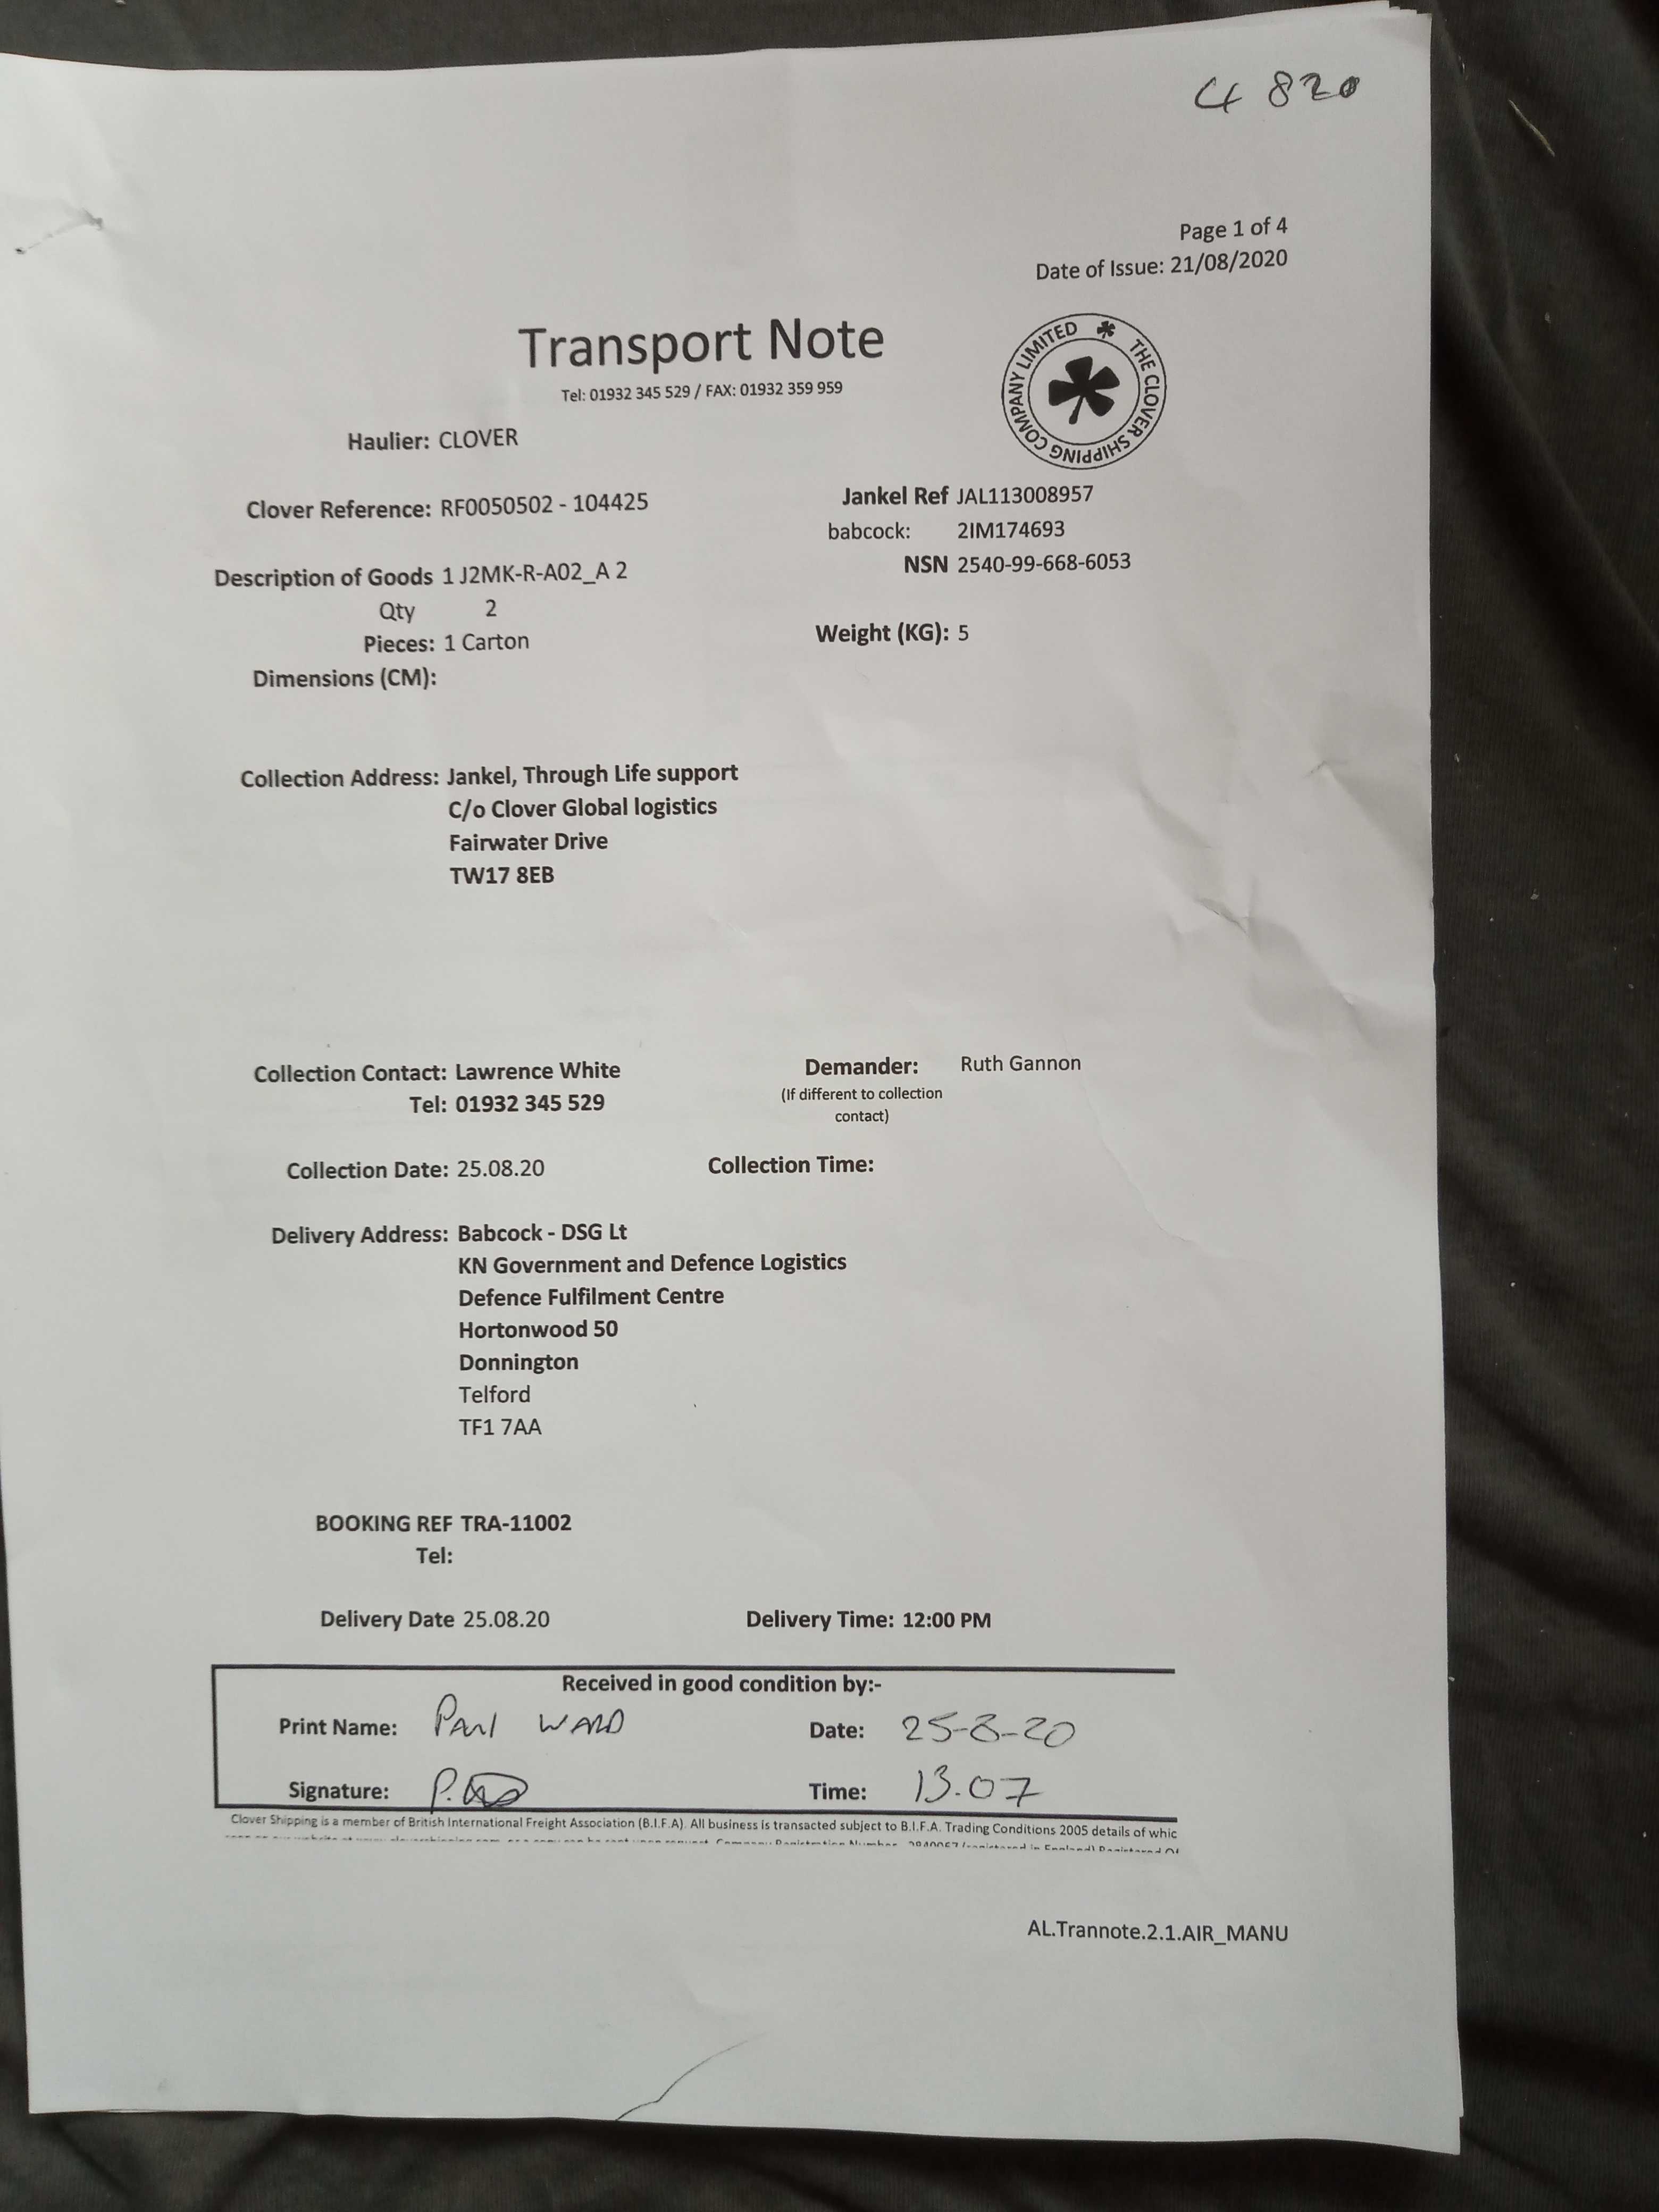 C4 820
Page 1 of 4
Date of Issue: 21/08/2020
Transport Note
Tel: 01932 345 529 / FAX: 01932 359 959
THE CLOVER SHIPPING COMPANY LIMITED
Haulier: CLOVER
Clover Reference: RF0050502 - 104425
Jankel Ref JAL113008957
babcock: 2IM174693
NSN 2540-99-668-6053
Description of Goods 1 J2MK-R-A02_A 2
Qty 2
Pieces: 1 Carton
Weight (KG): 5
Dimensions (CM):
Collection Address: Jankel, Through Life support
C/o Clover Global logistics
Fairwater Drive
TW17 8EB
Collection Contact: Lawrence White
Tel: 01932 345 529
Demander: Ruth Gannon
(If different to collection
contact)
Collection Date: 25.08.20
Collection Time:
Delivery Address: Babcock - DSG Lt
KN Government and Defence Logistics
Defence Fulfilment Centre
Hortonwood 50
Donnington
Telford
TF1 7AA
BOOKING REF TRA-11002
Tel:
Delivery Date 25.08.20
Delivery Time: 12:00 PM
Received in good condition by:-
Print Name: Paul WARD
Date: 25-8-20
Signature: P.
Time: 13.07
Clover Shipping is a member of British International Freight Association (B.I.F.A). All business is transacted subject to B.I.F.A. Trading Conditions 2005 details of whic
AL.Trannote.2.1.AIR_MANU